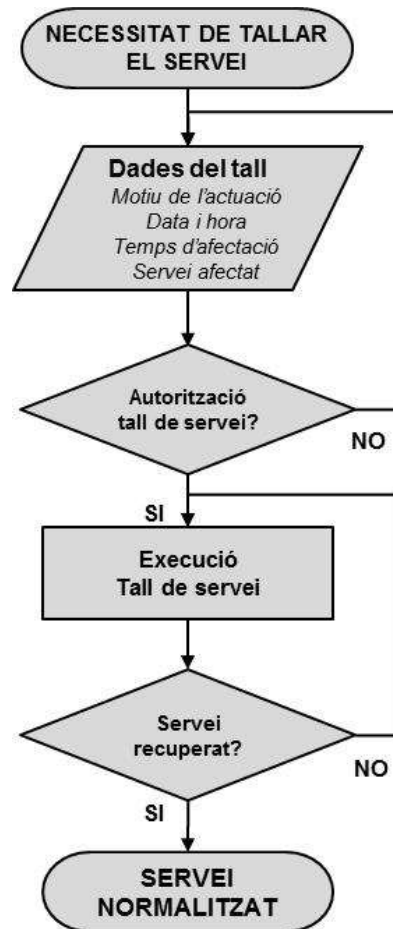 NECESSITAT DE TALLAR
EL SERVEI
Dades del tall
Motiu de l'actuació
Data i hora
Temps d'afectació
Servei afectat
Autorització
tall de servei?
NO
SI
Execució
Tall de servei
Servei
recuperat?
NO
SI
SERVEI
NORMALITZAT